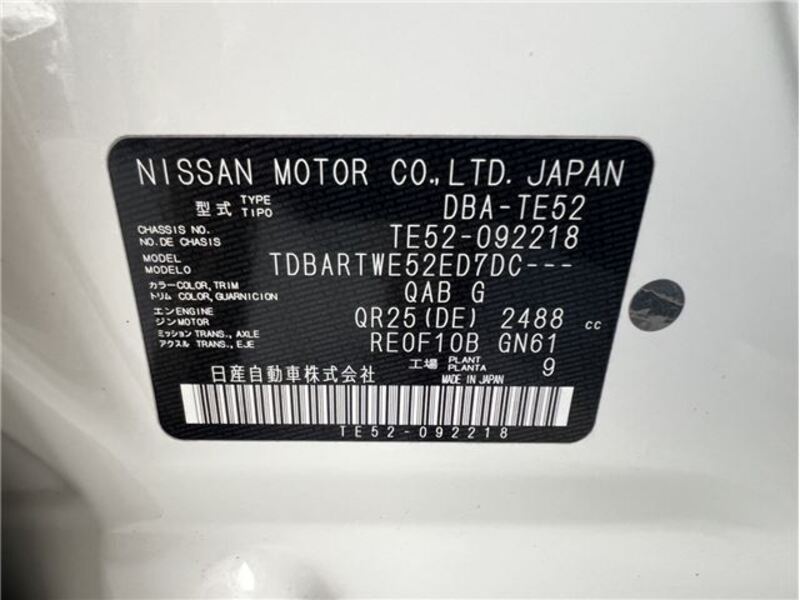 NISSAN MOTOR CO.,LTD. JAPAN
型式 TYPE TIPO DBA-TE52
CHASSIS NO. NO. DE CHASIS TE52-092218
MODEL MODELO TDBARTWE52ED7DC---
カラー COLOR, TRIM
トリム COLOR, GUARNICION QAB G
エン ENGINE
ジン MOTOR QR25(DE) 2488 cc
ミッション TRANS., AXLE
アクスル TRANS., EJE RE0F10B GN61
工場 PLANT PLANTA 9
日産自動車株式会社 MADE IN JAPAN
TE52-092218